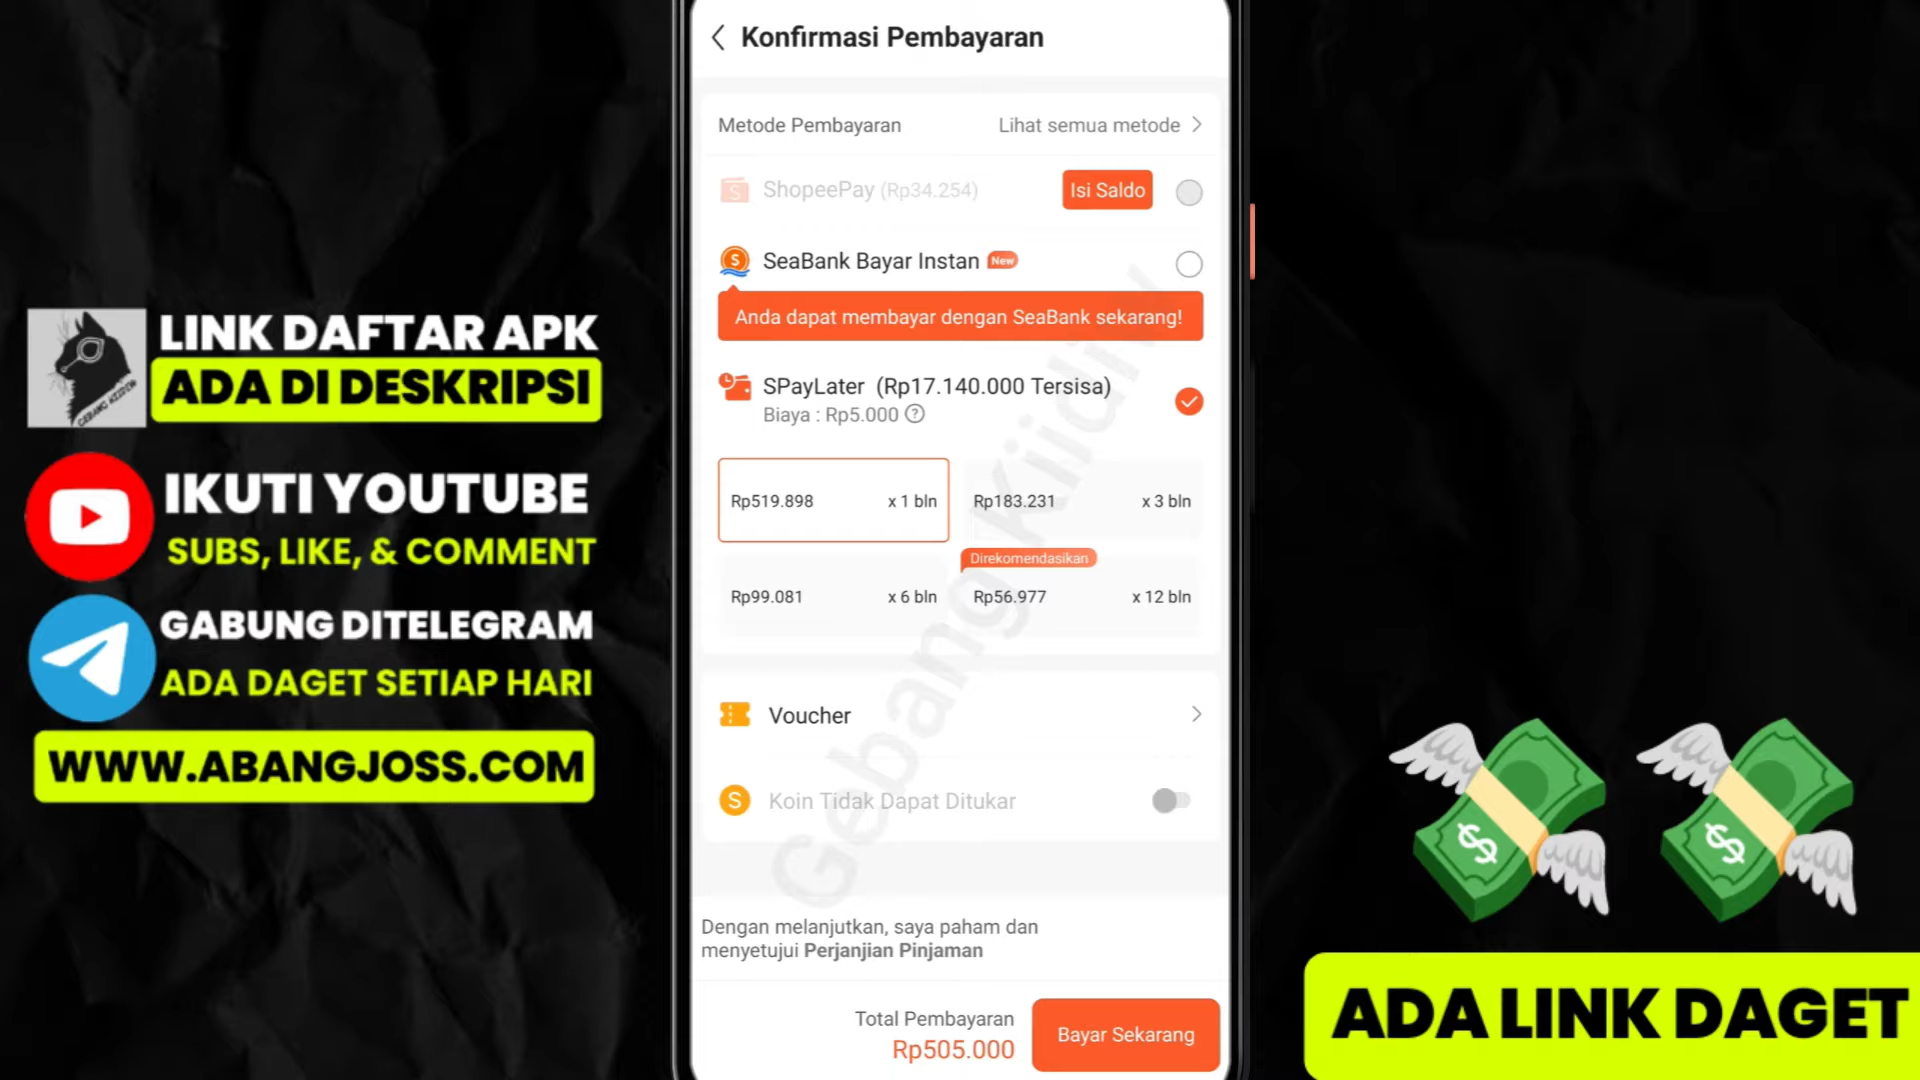 LINK DAFTAR APK
ADA DI DESKRIPSI
GEBANG KIIDIW
IKUTI YOUTUBE
SUBS, LIKE, & COMMENT
GABUNG DITELEGRAM
ADA DAGET SETIAP HARI
WWW.ABANGJOSS.COM
Konfirmasi Pembayaran
Metode Pembayaran Lihat semua metode
ShopeePay (Rp34.254) Isi Saldo
SeaBank Bayar Instan New
Anda dapat membayar dengan SeaBank sekarang!
SPayLater (Rp17.140.000 Tersisa)
Biaya : Rp5.000 ?
Rp519.898 x 1 bln
Rp183.231 x 3 bln
Direkomendasikan
Rp99.081 x 6 bln
Rp56.977 x 12 bln
Voucher
Koin Tidak Dapat Ditukar
Gebang Kiidiw
Dengan melanjutkan, saya paham dan
menyetujui Perjanjian Pinjaman
Total Pembayaran
Rp505.000
Bayar Sekarang
ADA LINK DAGET